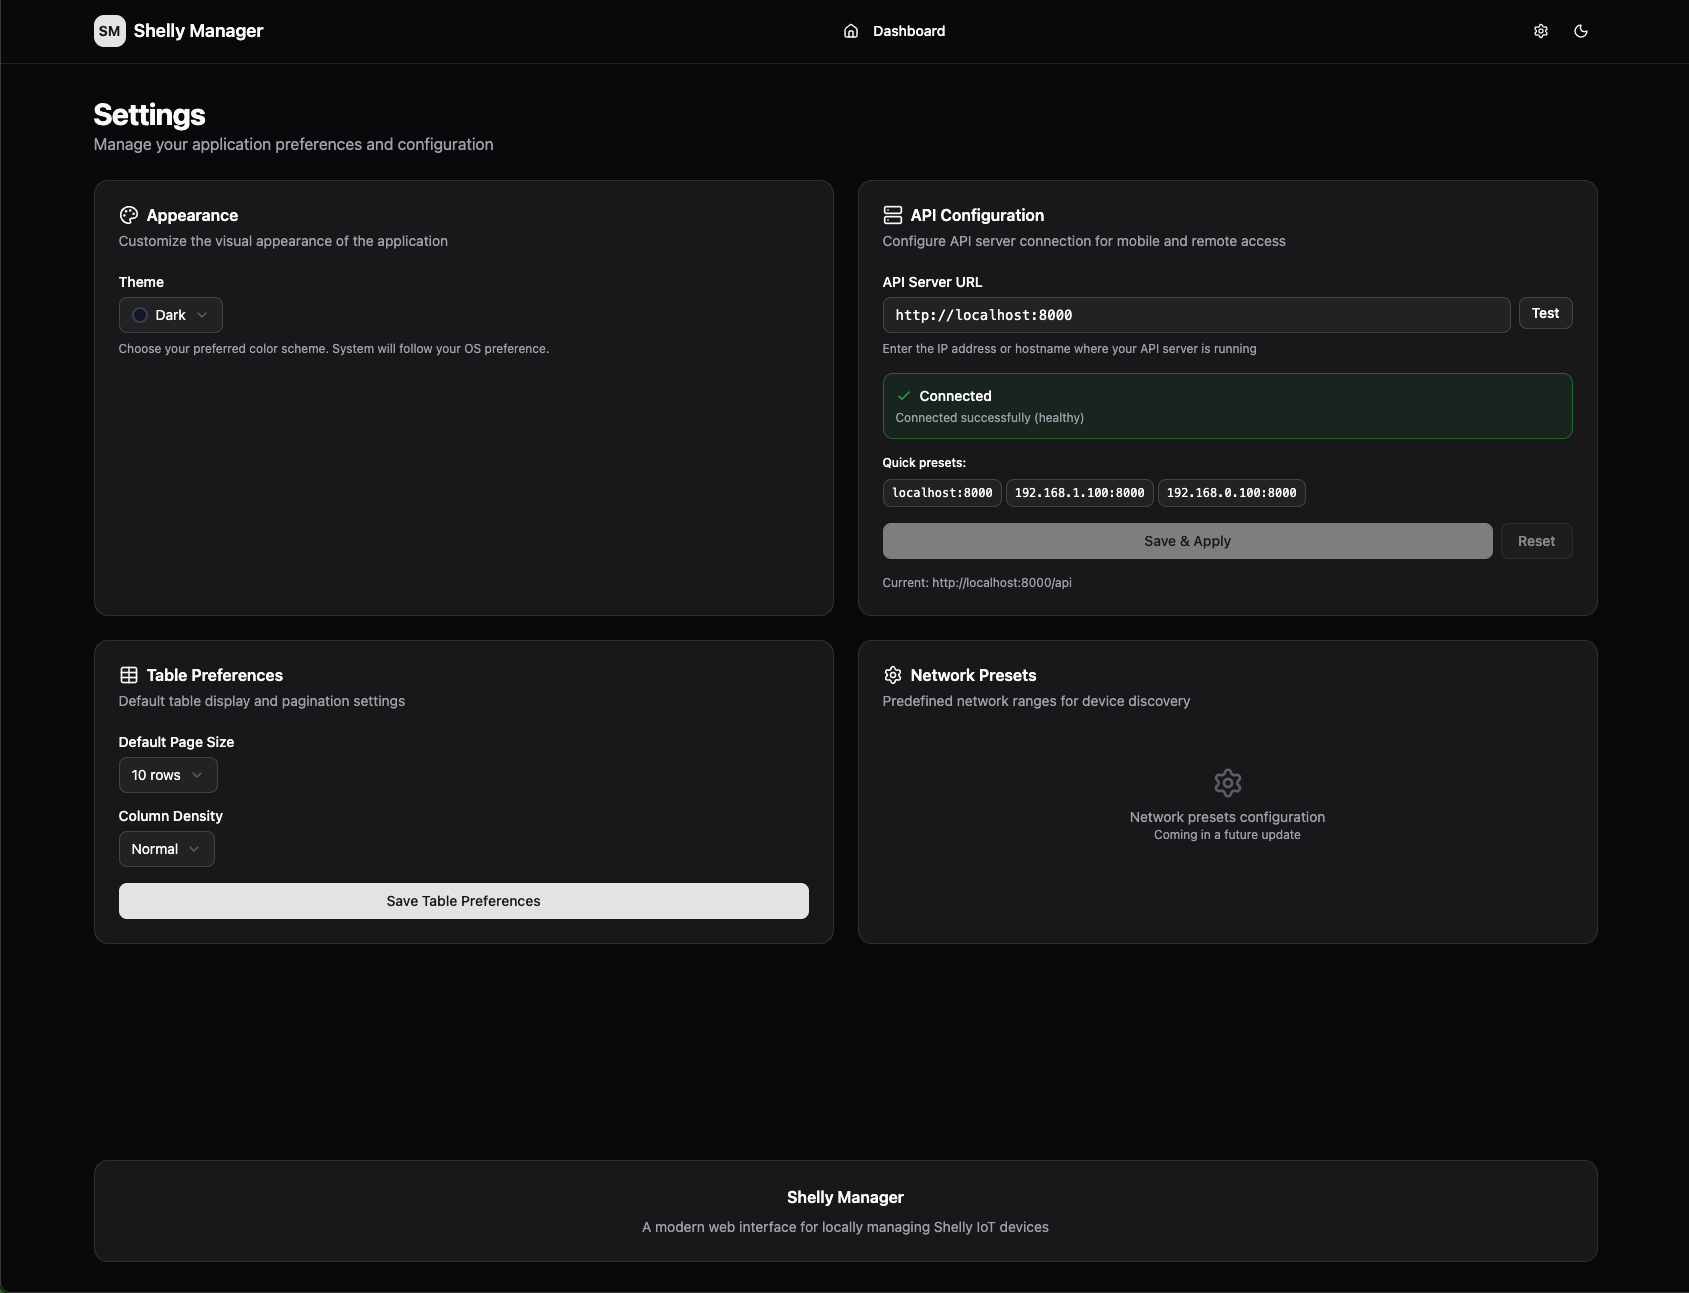 SM Shelly Manager
Dashboard
Settings
Manage your application preferences and configuration
Appearance
Customize the visual appearance of the application
Theme
Dark
Choose your preferred color scheme. System will follow your OS preference.
API Configuration
Configure API server connection for mobile and remote access
API Server URL
http://localhost:8000
Test
Enter the IP address or hostname where your API server is running
Connected
Connected successfully (healthy)
Quick presets:
localhost:8000 192.168.1.100:8000 192.168.0.100:8000
Save & Apply
Reset
Current: http://localhost:8000/api
Table Preferences
Default table display and pagination settings
Default Page Size
10 rows
Column Density
Normal
Save Table Preferences
Network Presets
Predefined network ranges for device discovery
Network presets configuration
Coming in a future update
Shelly Manager
A modern web interface for locally managing Shelly IoT devices